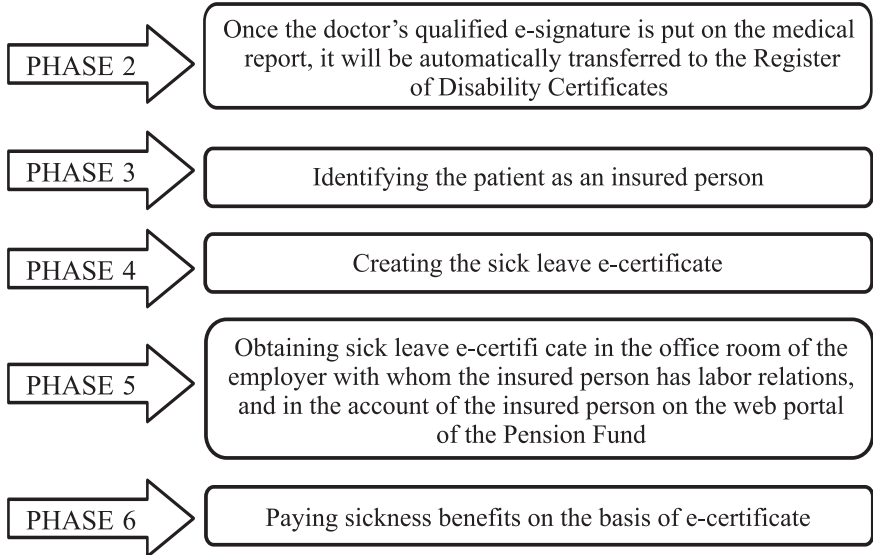 PHASE 2
Once the doctor’s qualified e-signature is put on the medical
report, it will be automatically transferred to the Register
of Disability Certificates
PHASE 3
Identifying the patient as an insured person
PHASE 4
Creating the sick leave e-certificate
PHASE 5
Obtaining sick leave e-certifi cate in the office room of the
employer with whom the insured person has labor relations,
and in the account of the insured person on the web portal
of the Pension Fund
PHASE 6
Paying sickness benefits on the basis of e-certificate